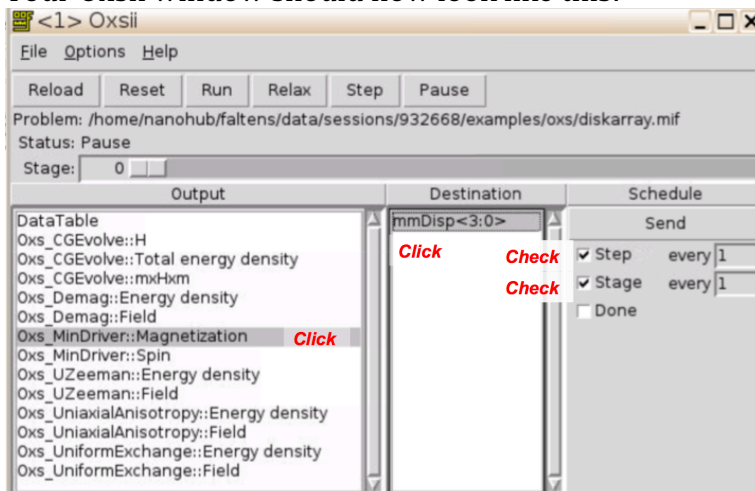 <1> Oxsii
File Options Help
Reload Reset Run Relax Step Pause
Problem: /home/nanohub/faltens/data/sessions/932668/examples/oxs/diskarray.mif
Status: Pause
Stage: 0
Output Destination Schedule
DataTable mmDisp<3:0> Send
Oxs_CGEvolve::H
Oxs_CGEvolve::Total energy density Click Check Step every 1
Oxs_CGEvolve::mxHxm
Oxs_Demag::Energy density Check Stage every 1
Oxs_Demag::Field Done
Oxs_MinDriver::Magnetization Click
Oxs_MinDriver::Spin
Oxs_UZeeman::Energy density
Oxs_UZeeman::Field
Oxs_UniaxialAnisotropy::Energy density
Oxs_UniaxialAnisotropy::Field
Oxs_UniformExchange::Energy density
Oxs_UniformExchange::Field